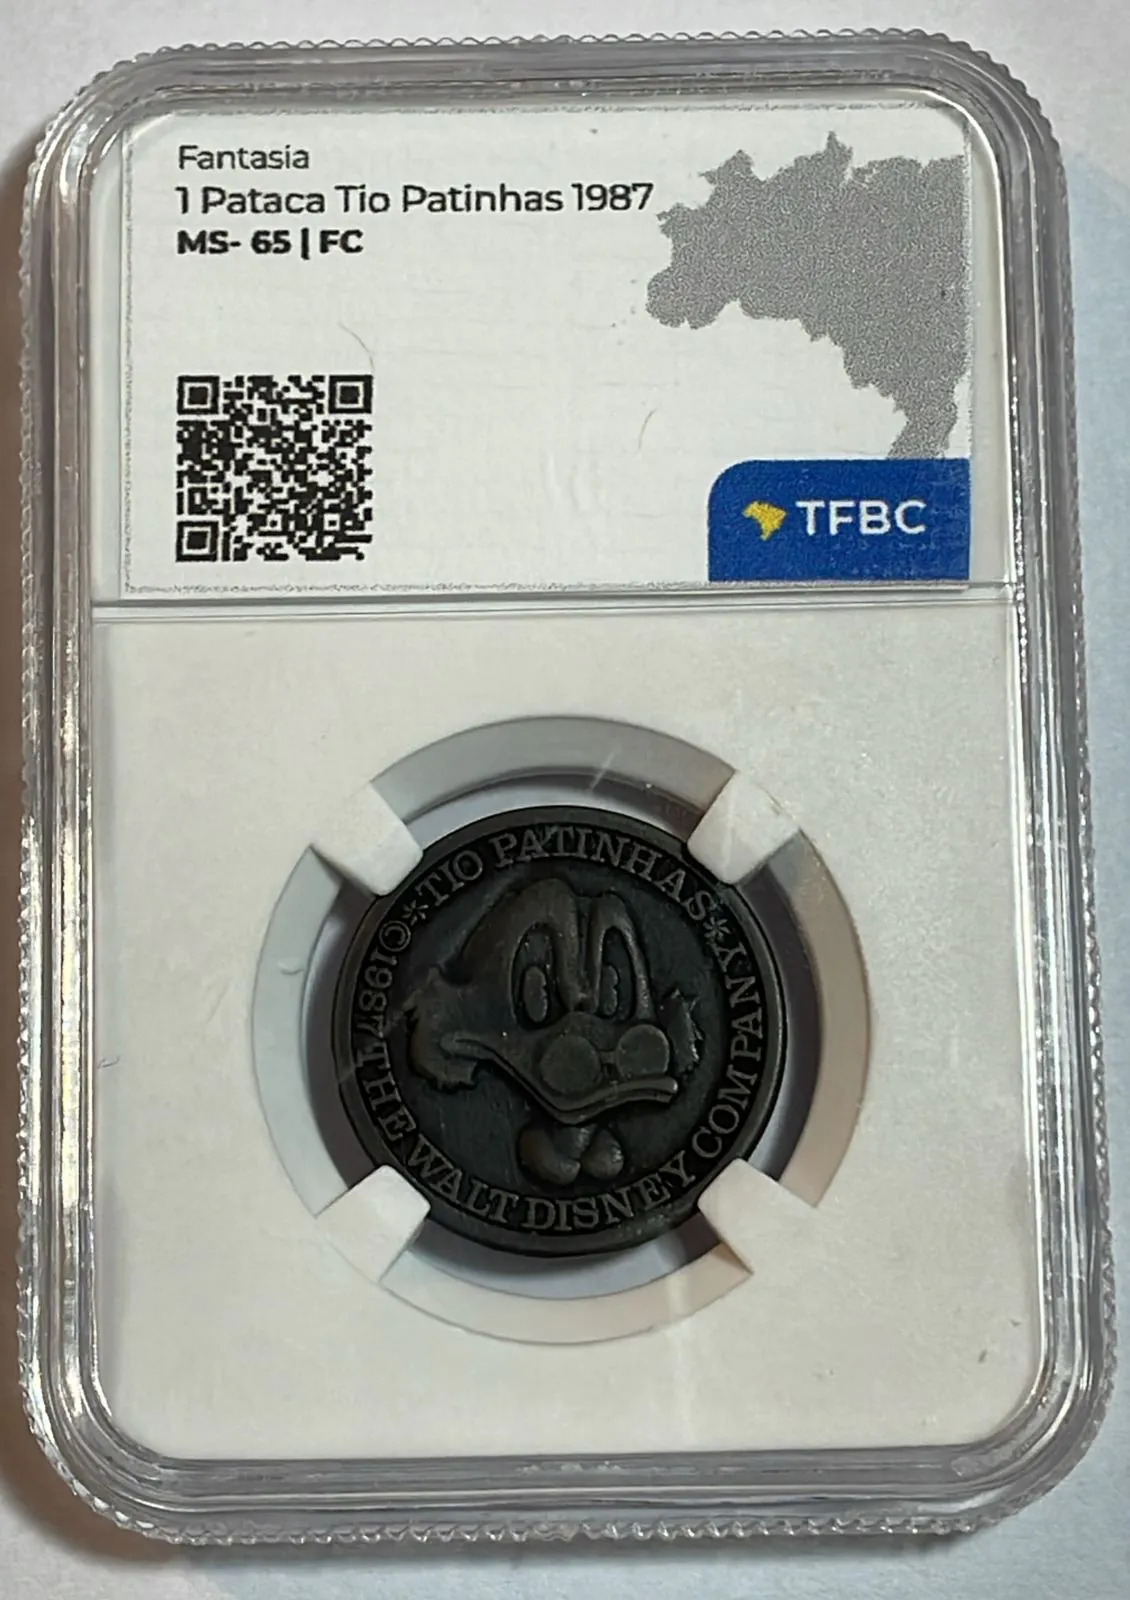 Fantasia
1 Pataca Tio Patinhas 1987
MS- 65 | FC
TFBC
*TIO PATINHAS*
©1987 THE WALT DISNEY COMPANY